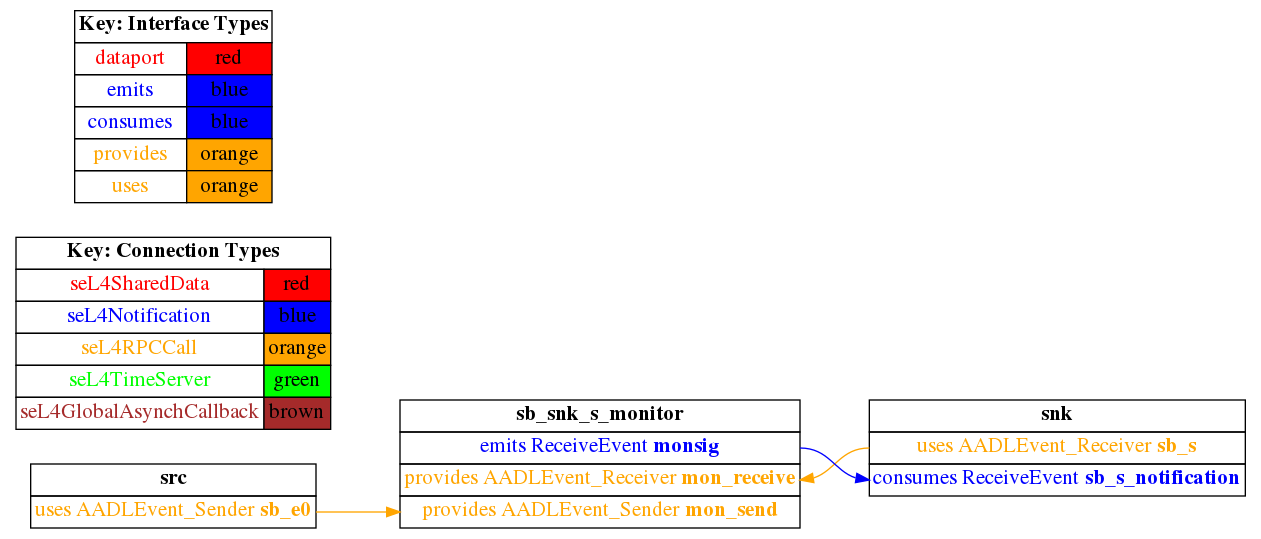 Key: Interface Types
dataport red
emits blue
consumes blue
provides orange
uses orange
Key: Connection Types
seL4SharedData red
seL4Notification blue
seL4RPCCall orange
seL4TimeServer green
seL4GlobalAsynchCallback brown
src
uses AADLEvent_Sender sb_e0
sb_snk_s_monitor
emits ReceiveEvent monsig
provides AADLEvent_Receiver mon_receive
provides AADLEvent_Sender mon_send
snk
uses AADLEvent_Receiver sb_s
consumes ReceiveEvent sb_s_notification